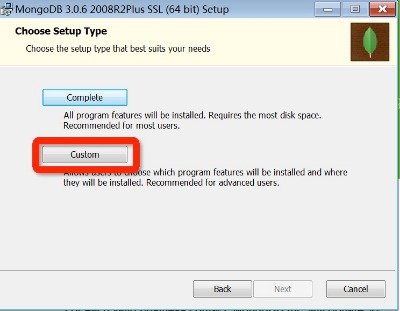 MongoDB 3.0.6 2008R2Plus SSL (64 bit) Setup
Choose Setup Type
Choose the setup type that best suits your needs
Complete
All program features will be installed. Requires the most disk space.
Recommended for most users.
Custom
Allows users to choose which program features will be installed and where
they will be installed. Recommended for advanced users.
Back Next Cancel